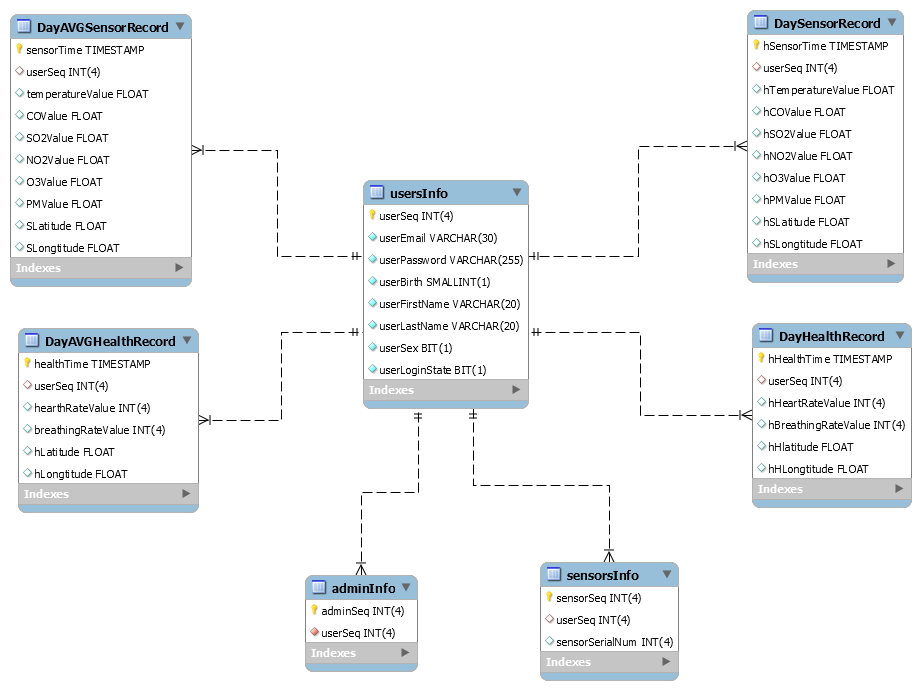 DayAVGSensorRecord
sensorTime TIMESTAMP
userSeq INT(4)
temperatureValue FLOAT
COValue FLOAT
SO2Value FLOAT
NO2Value FLOAT
O3Value FLOAT
PMValue FLOAT
SLatitude FLOAT
SLongtitude FLOAT
Indexes
DaySensorRecord
hSensorTime TIMESTAMP
userSeq INT(4)
hTemperatureValue FLOAT
hCOValue FLOAT
hSO2Value FLOAT
hNO2Value FLOAT
hO3Value FLOAT
hPMValue FLOAT
hSLatitude FLOAT
hSLongtitude FLOAT
Indexes
usersInfo
userSeq INT(4)
userEmail VARCHAR(30)
userPassword VARCHAR(255)
userBirth SMALLINT(1)
userFirstName VARCHAR(20)
userLastName VARCHAR(20)
userSex BIT(1)
userLoginState BIT(1)
Indexes
DayAVGHealthRecord
healthTime TIMESTAMP
userSeq INT(4)
hearthRateValue INT(4)
breathingRateValue INT(4)
hLatitude FLOAT
hLongtitude FLOAT
Indexes
DayHealthRecord
hHealthTime TIMESTAMP
userSeq INT(4)
hHeartRateValue INT(4)
hBreathingRateValue INT(4)
hHlatitude FLOAT
hHLongtitude FLOAT
Indexes
adminInfo
adminSeq INT(4)
userSeq INT(4)
Indexes
sensorsInfo
sensorSeq INT(4)
userSeq INT(4)
sensorSerialNum INT(4)
Indexes